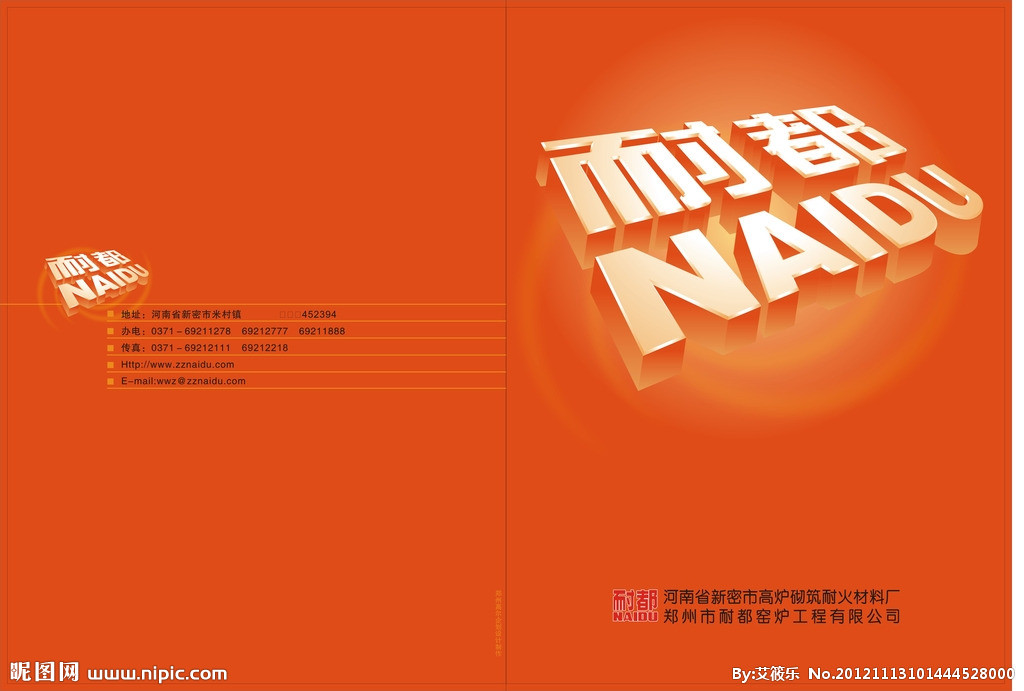 耐都
NAIDU
地址：河南省新密市米村镇 □□□452394
办电：0371-69211278 69212777 69211888
传真：0371-69212111 69212218
Http://www.zznaidu.com
E-mail:wwz@zznaidu.com
耐都
NAIDU
耐都
NAIDU
河南省新密市高炉砌筑耐火材料厂
郑州市耐都窑炉工程有限公司
昵图网 www.nipic.com
By:艾筱乐 No.20121113101444528000